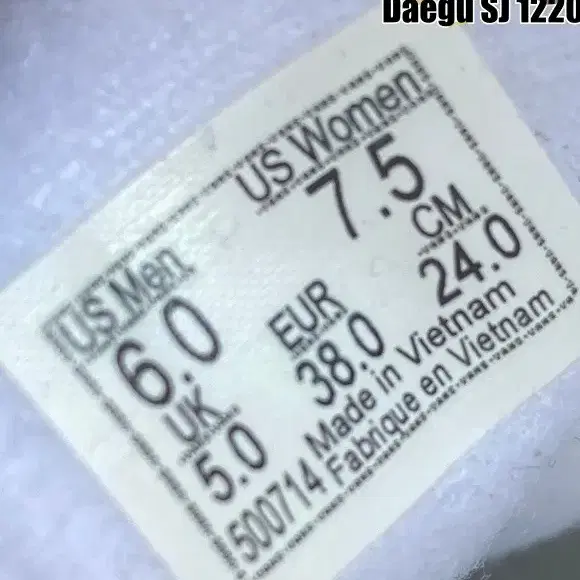 Daegu SJ 1220
US Men
US Women
6.0
7.5
UK
EUR
CM
5.0
38.0
24.0
500714
Made in Vietnam
Fabrique en Vietnam